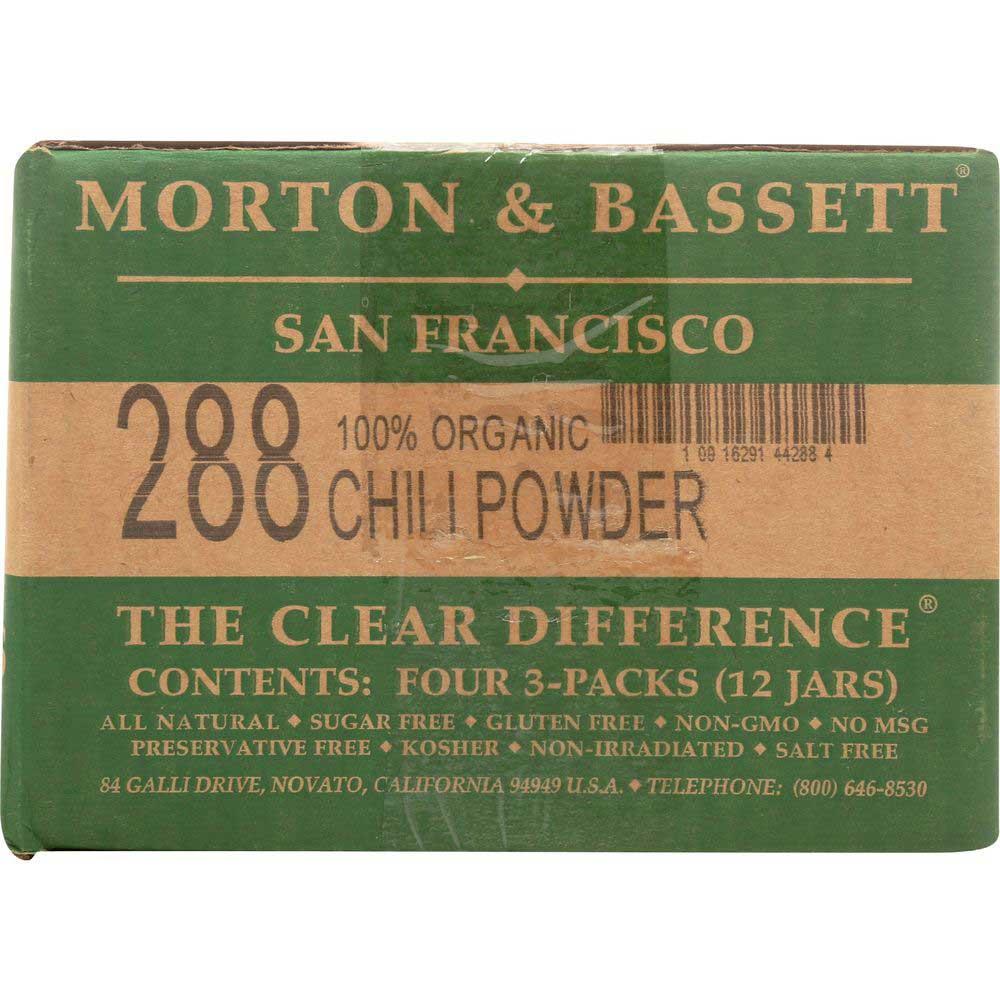 MORTON & BASSETT®
SAN FRANCISCO
288 100% ORGANIC
CHILI POWDER
1 00 16291 44288 4
THE CLEAR DIFFERENCE®
CONTENTS: FOUR 3-PACKS (12 JARS)
ALL NATURAL ◆ SUGAR FREE ◆ GLUTEN FREE ◆ NON-GMO ◆ NO MSG
PRESERVATIVE FREE ◆ KOSHER ◆ NON-IRRADIATED ◆ SALT FREE
84 GALLI DRIVE, NOVATO, CALIFORNIA 94949 U.S.A. ◆ TELEPHONE: (800) 646-8530